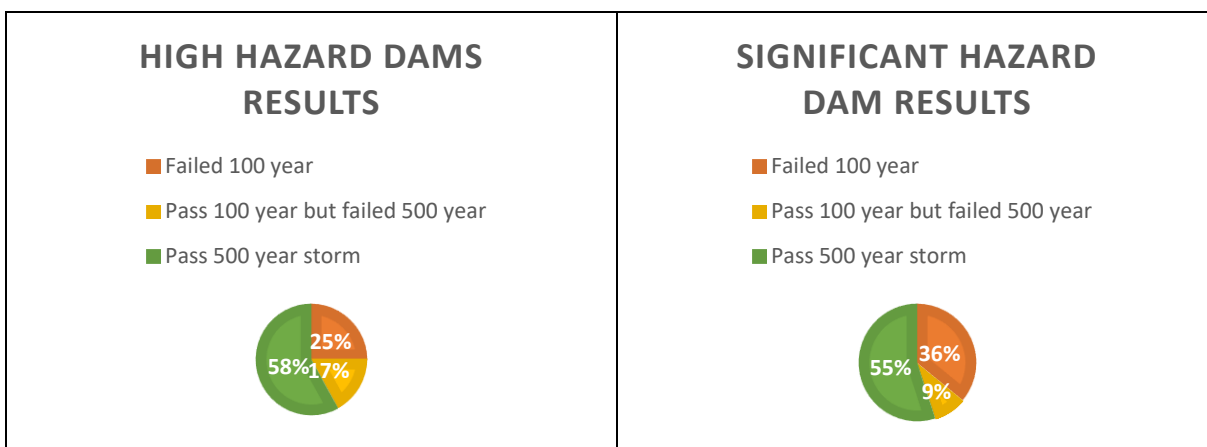 HIGH HAZARD DAMS
RESULTS
Failed 100 year
Pass 100 year but failed 500 year
Pass 500 year storm
25%
58%
17%
SIGNIFICANT HAZARD
DAM RESULTS
Failed 100 year
Pass 100 year but failed 500 year
Pass 500 year storm
36%
55%
9%